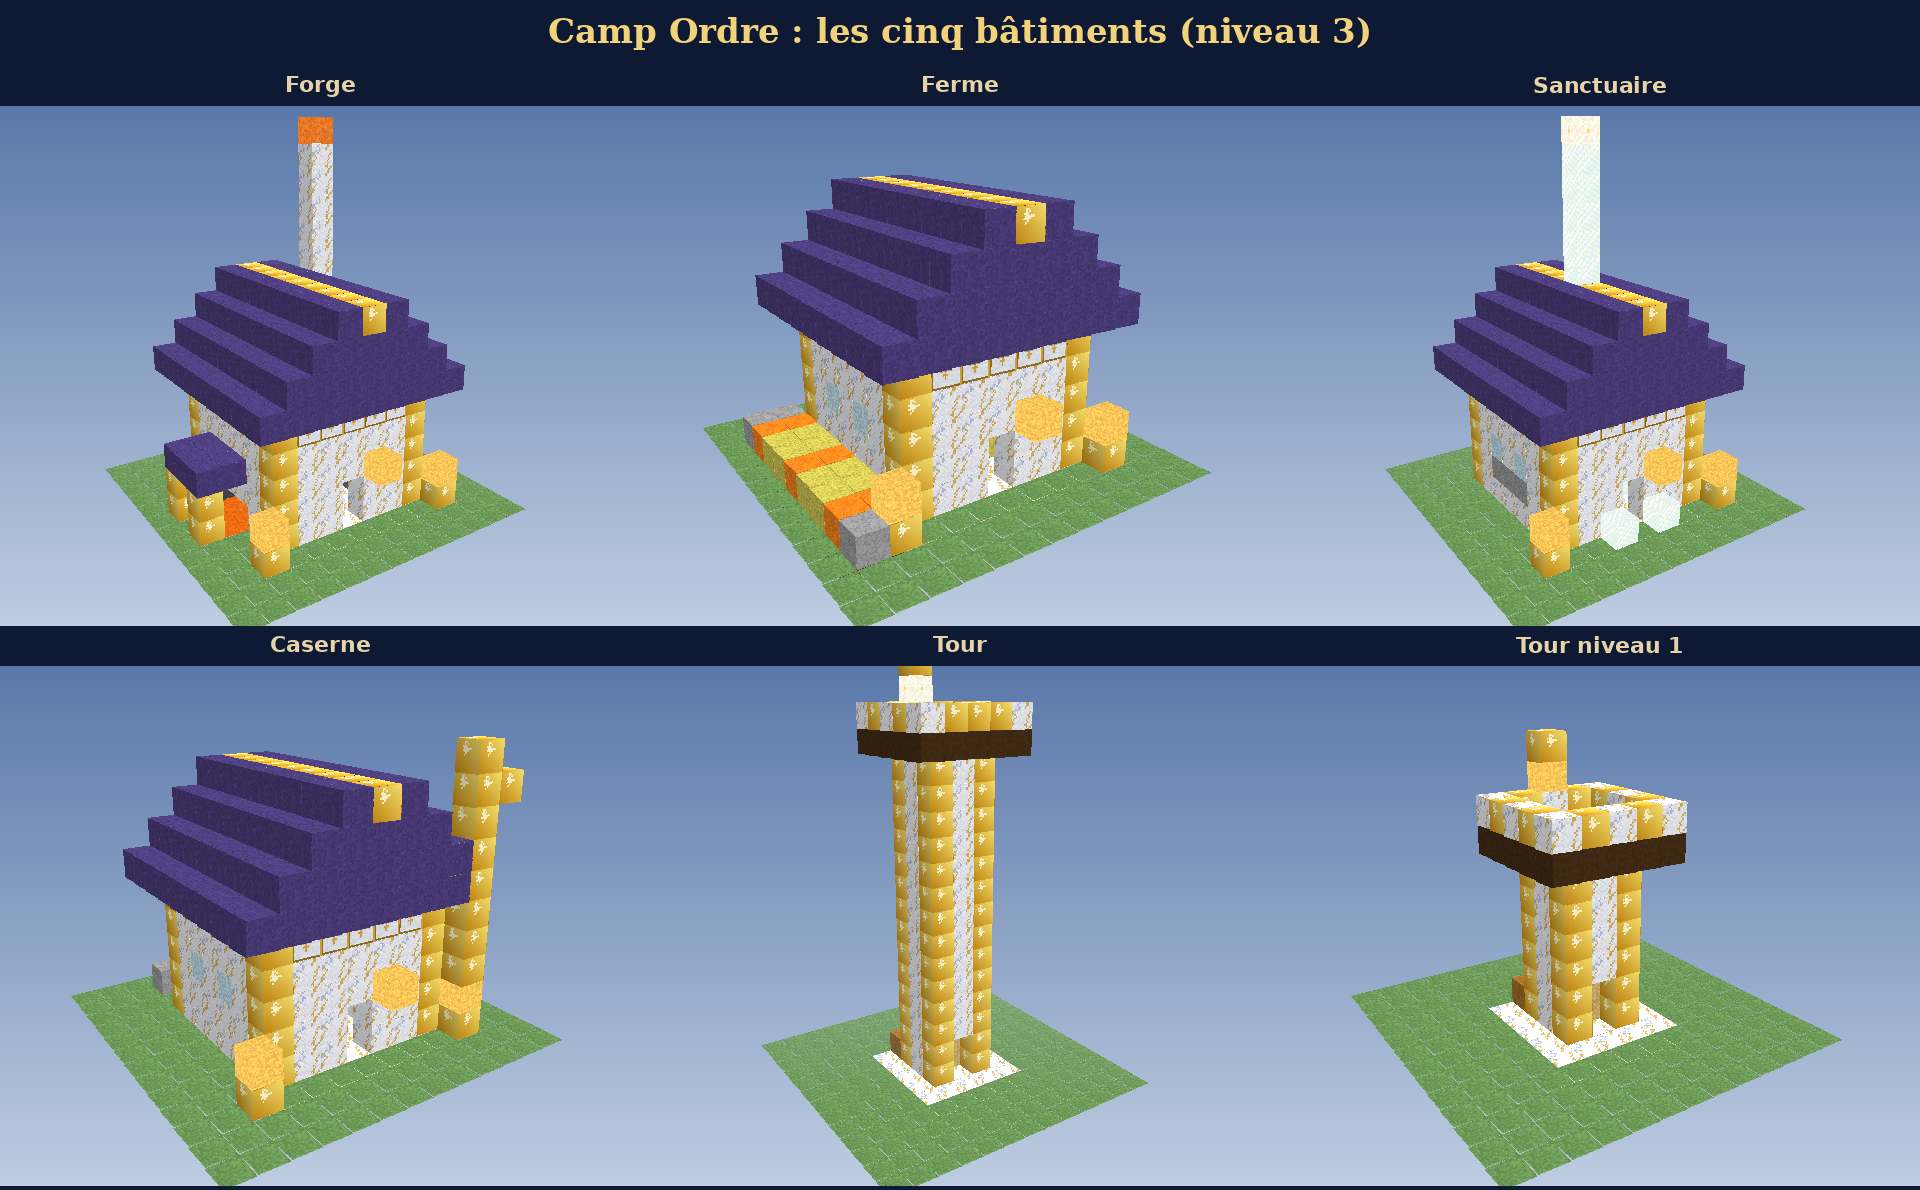 Camp Ordre : les cinq bâtiments (niveau 3)
Forge
Ferme
Sanctuaire
Caserne
Tour
Tour niveau 1